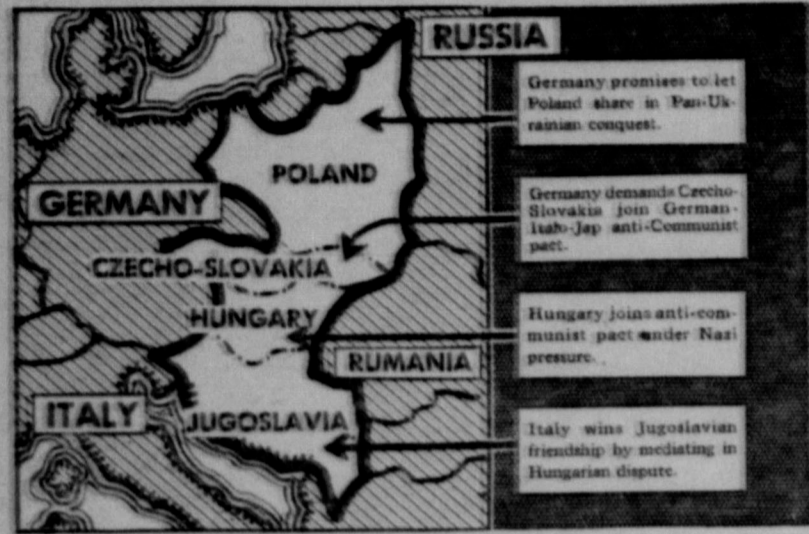 RUSSIA
Germany promises to let
Poland share in Pan-Uk-
rainian conquest.
POLAND
GERMANY
Germany demands Czecho-
Slovakia join German-
Italo-Jap anti-Communist
pact.
CZECHO-SLOVAKIA
HUNGARY
Hungary joins anti-com-
munist pact under Nazi
pressure.
RUMANIA
ITALY
JUGOSLAVIA
Italy wins Jugoslavian
friendship by mediating in
Hungarian dispute.